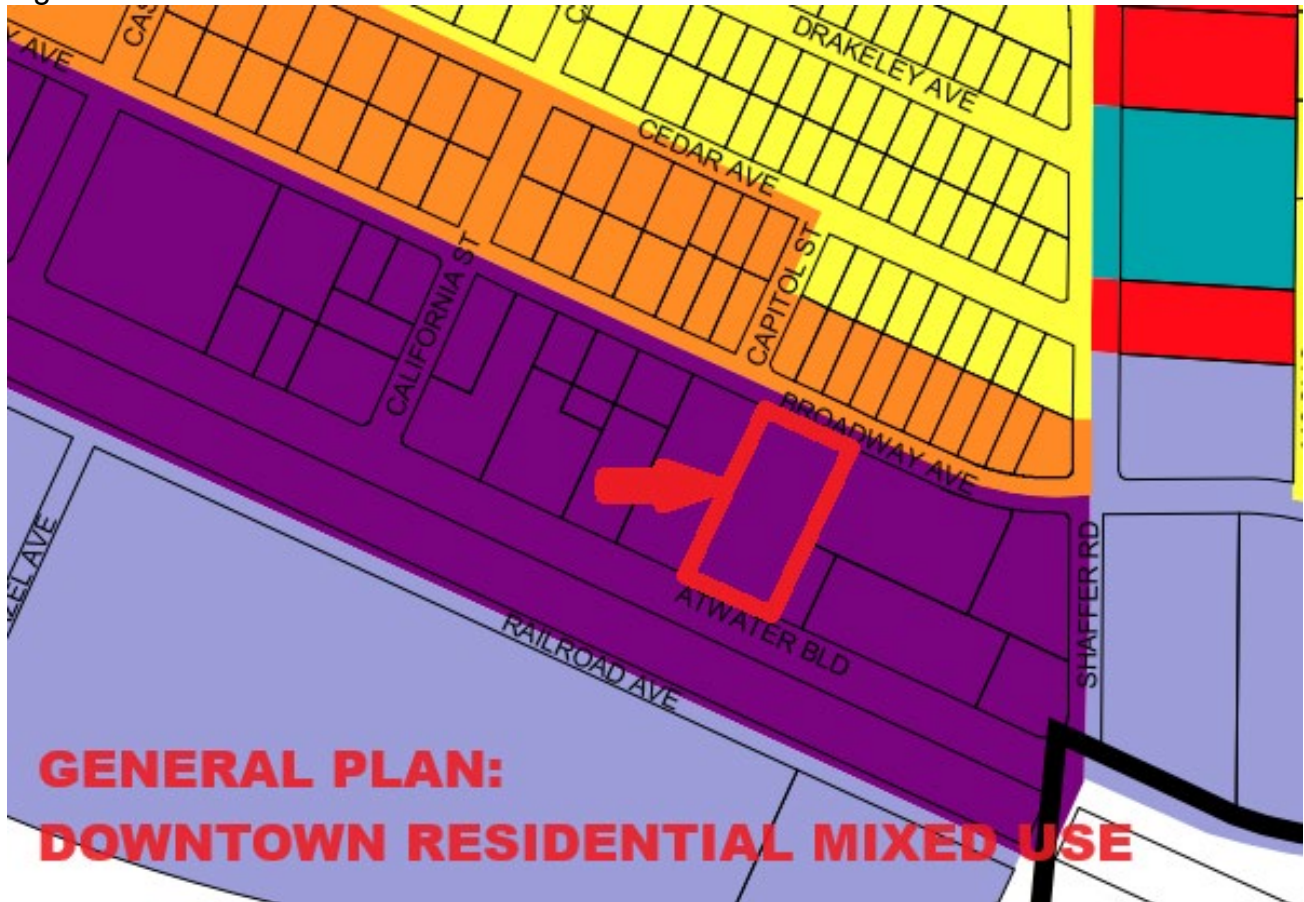 DRAKELEY AVE
CEDAR AVE
CAPITOL ST
CALIFORNIA ST
BROADWAY AVE
ATWATER BLD
SHAFFER RD
RAILROAD AVE
GENERAL PLAN:
DOWNTOWN RESIDENTIAL MIXED USE